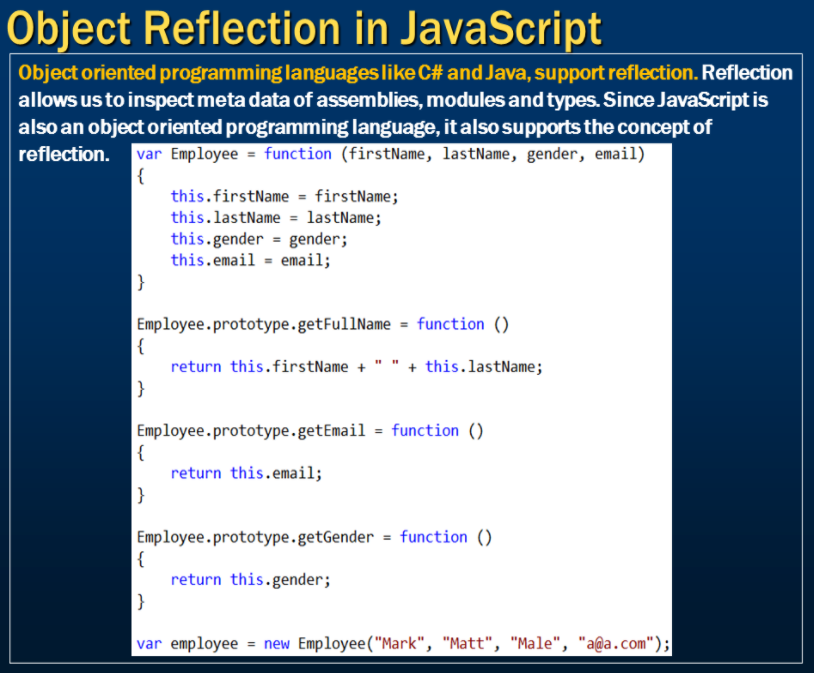 Object Reflection in JavaScript
Object oriented programming languages like C# and Java, support reflection. Reflection
allows us to inspect meta data of assemblies, modules and types. Since JavaScript is
also an object oriented programming language, it also supports the concept of
reflection.
var Employee = function (firstName, lastName, gender, email)
{
    this.firstName = firstName;
    this.lastName = lastName;
    this.gender = gender;
    this.email = email;
}
Employee.prototype.getFullName = function ()
{
    return this.firstName + " " + this.lastName;
}
Employee.prototype.getEmail = function ()
{
    return this.email;
}
Employee.prototype.getGender = function ()
{
    return this.gender;
}
var employee = new Employee("Mark", "Matt", "Male", "a@a.com");